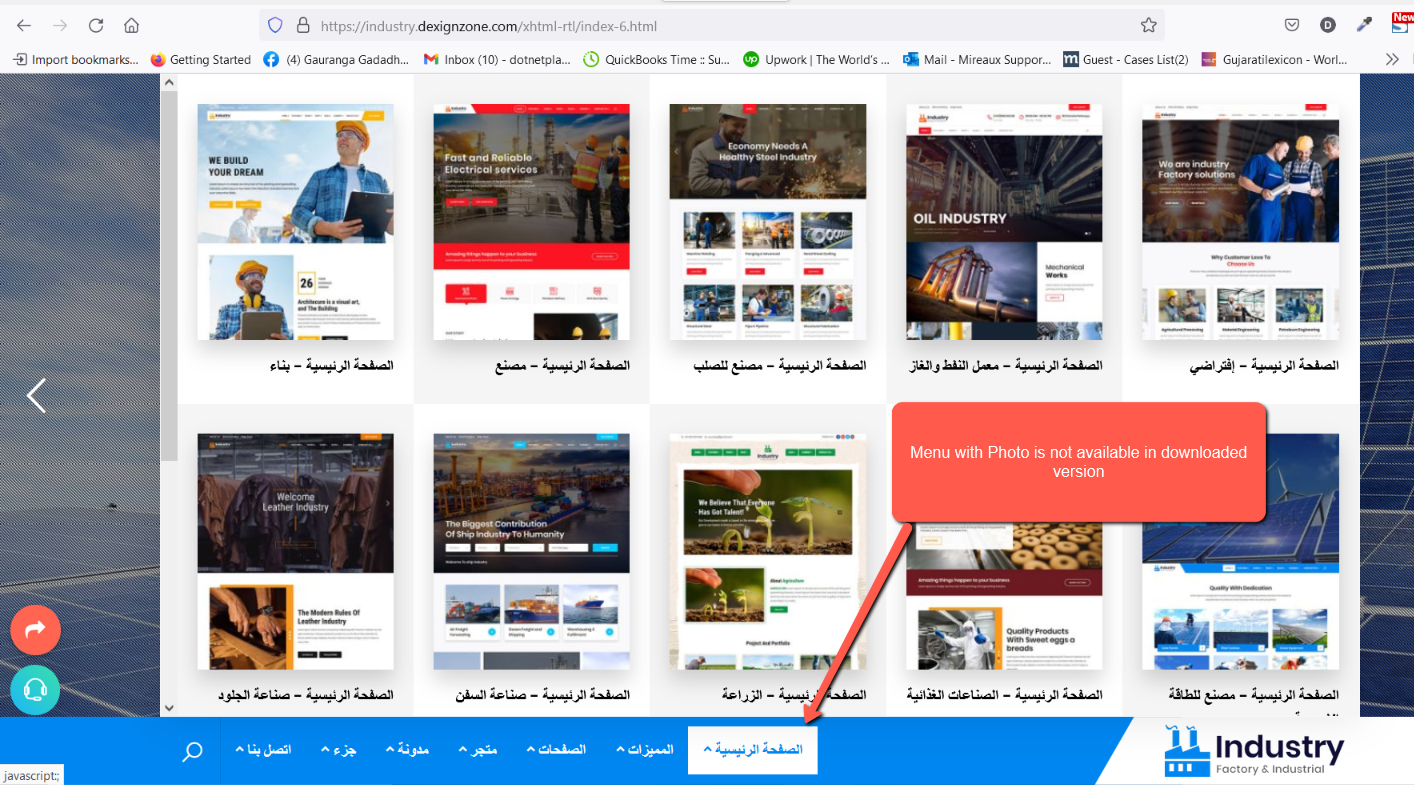 https://industry.dexignzone.com/xhtml-rtl/index-6.html
New
Import bookmarks...
Getting Started
(4) Gauranga Gadadh...
Inbox (10) - dotnetpla...
QuickBooks Time :: Su...
Upwork | The World's ...
Mail - Mireaux Suppor...
Guest - Cases List(2)
Gujaratilexicon - Worl...
WE BUILD
YOUR DREAM
26
Architecure is a visual art,
and The Building
Fast and Reliable
Electrical services
Amazing things happen to your business
Economy Needs A
Healthy Steel Industry
Industry
OIL INDUSTRY
Mechanical
Works
We are industry
Factory solutions
Why Customer Love To
Choose Us
الصفحة الرئيسية – بناء
الصفحة الرئيسية – مصنع
الصفحة الرئيسية – مصنع للصلب
الصفحة الرئيسية – معمل النفط والغاز
الصفحة الرئيسية – إفتراضي
Menu with Photo is not available in downloaded
version
Welcome
Leather Industry
The Modern Rules Of
Leather Industry
The Biggest Contribution
Of Ship Industry To Humanity
Industry
We Believe That Everyone
Has Got Talent!
About Agriculture
Project And Portfolio
Amazing things happen to your business
Quality Products
With Sweet eggs a
breads
Quality With Dedication
الصفحة الرئيسية – صناعة الجلود
الصفحة الرئيسية – صناعة السفن
الصفحة الرئيسية – الزراعة
الصفحة الرئيسية – الصناعات الغذائية
الصفحة الرئيسية – مصنع للطاقة
الصفحة الرئيسية
المميزات
الصفحات
متجر
مدونة
جزء
اتصل بنا
Industry
Factory & Industrial
javascript:;